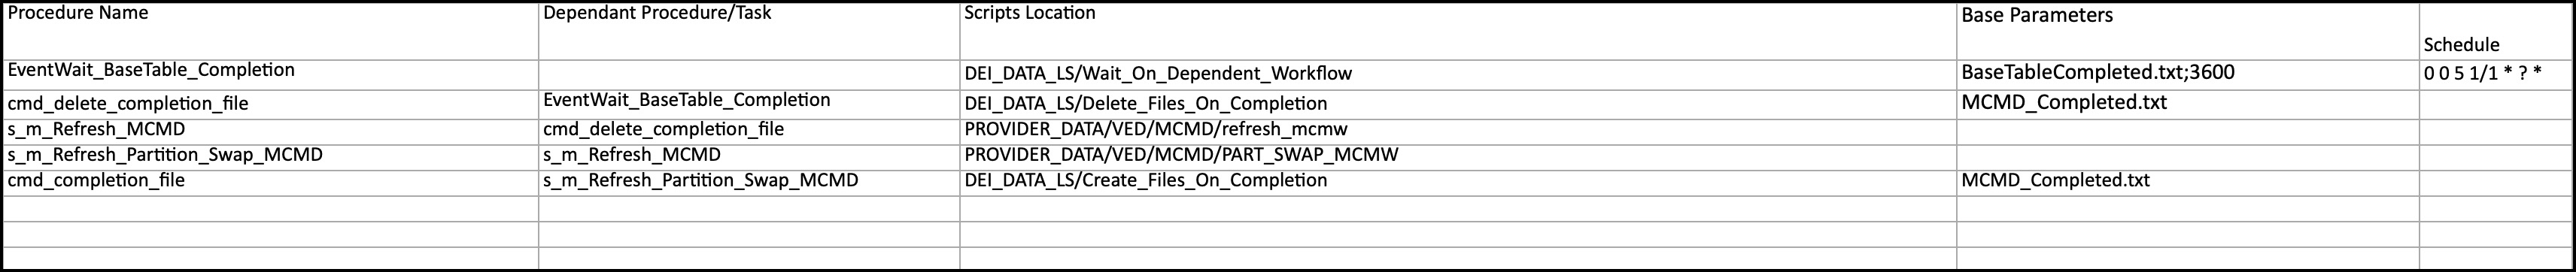 Procedure Name Dependant Procedure/Task Scripts Location Base Parameters Schedule
EventWait_BaseTable_Completion DEI_DATA_LS/Wait_On_Dependent_Workflow BaseTableCompleted.txt;3600 0 0 5 1/1 * ? *
cmd_delete_completion_file EventWait_BaseTable_Completion DEI_DATA_LS/Delete_Files_On_Completion MCMD_Completed.txt
s_m_Refresh_MCMD cmd_delete_completion_file PROVIDER_DATA/VED/MCMD/refresh_mcmw
s_m_Refresh_Partition_Swap_MCMD s_m_Refresh_MCMD PROVIDER_DATA/VED/MCMD/PART_SWAP_MCMW
cmd_completion_file s_m_Refresh_Partition_Swap_MCMD DEI_DATA_LS/Create_Files_On_Completion MCMD_Completed.txt